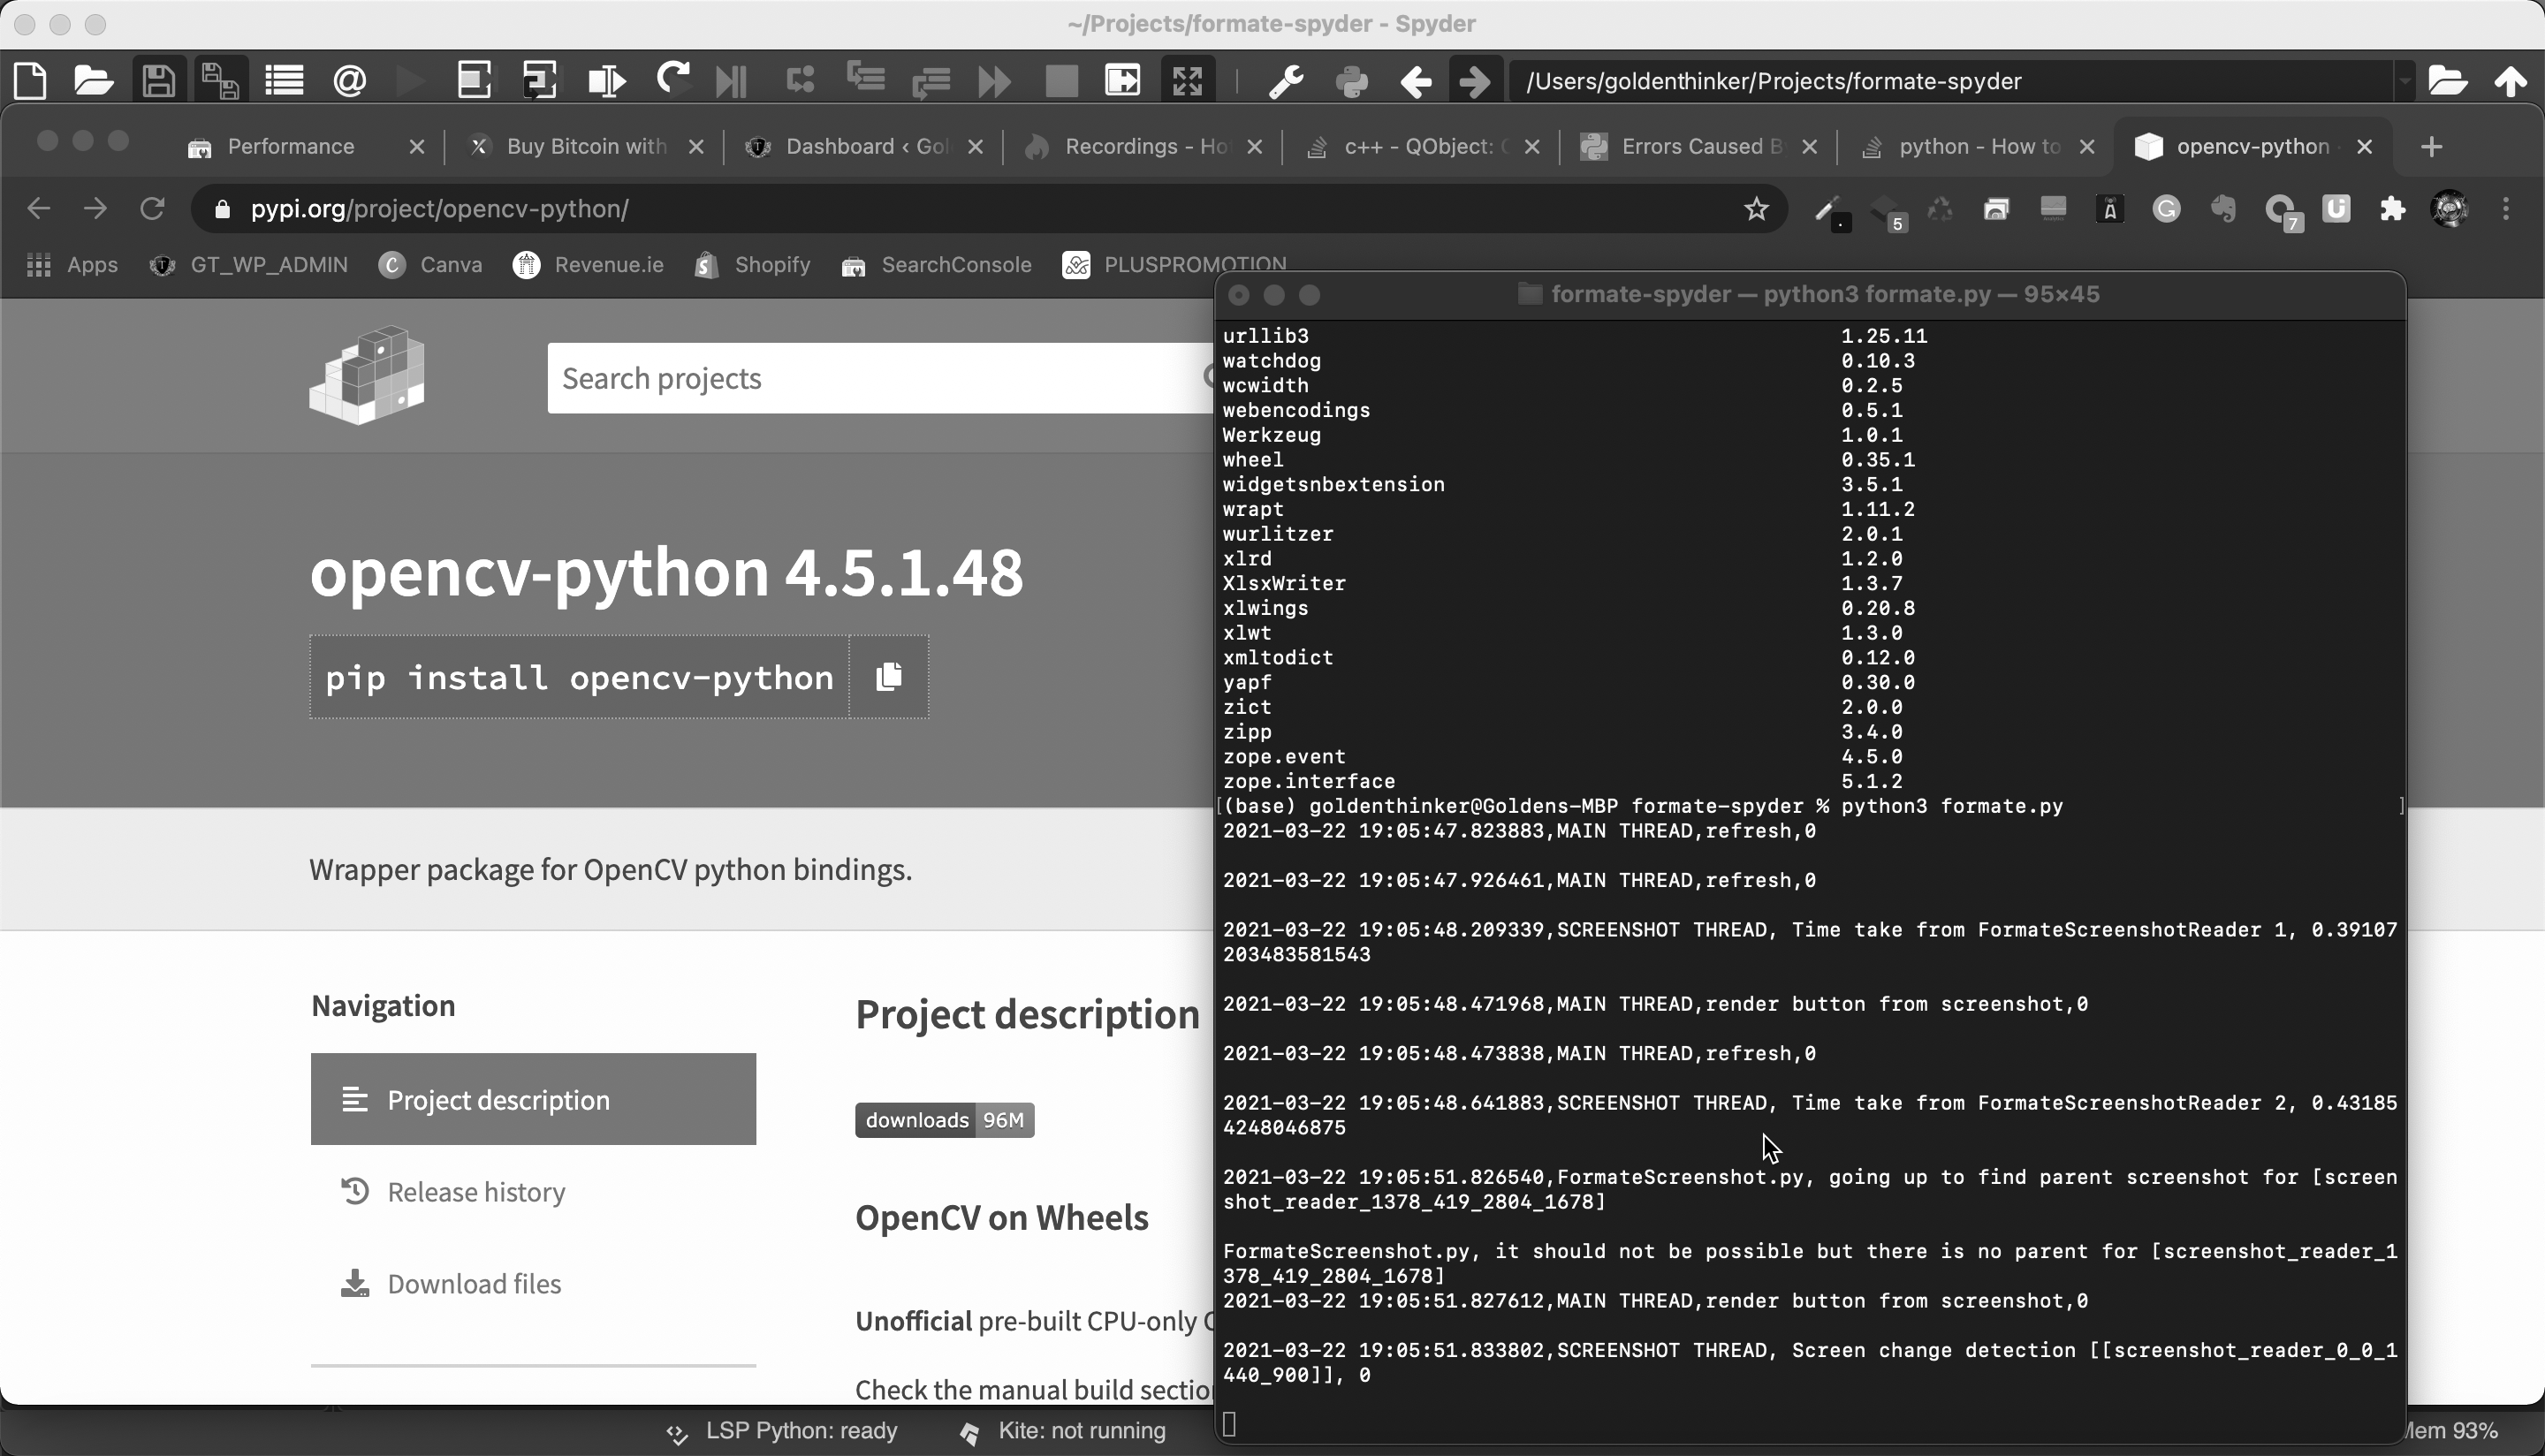 ~/Projects/formate-spyder - Spyder
/Users/goldenthinker/Projects/formate-spyder
Performance
Buy Bitcoin with
Dashboard ‹ Gol
Recordings - Ho
c++ - QObject:
Errors Caused B
python - How to
opencv-python
pypi.org/project/opencv-python/
5
7
Apps
GT_WP_ADMIN
Canva
Revenue.ie
Shopify
SearchConsole
PLUSPROMOTION
Search projects
opencv-python 4.5.1.48
pip install opencv-python
Wrapper package for OpenCV python bindings.
Navigation
Project description
Release history
Download files
Project description
downloads 96M
OpenCV on Wheels
Unofficial pre-built CPU-only
Check the manual build section
formate-spyder — python3 formate.py — 95×45
urllib3 1.25.11
watchdog 0.10.3
wcwidth 0.2.5
webencodings 0.5.1
Werkzeug 1.0.1
wheel 0.35.1
widgetsnbextension 3.5.1
wrapt 1.11.2
wurlitzer 2.0.1
xlrd 1.2.0
XlsxWriter 1.3.7
xlwings 0.20.8
xlwt 1.3.0
xmltodict 0.12.0
yapf 0.30.0
zict 2.0.0
zipp 3.4.0
zope.event 4.5.0
zope.interface 5.1.2
[(base) goldenthinker@Goldens-MBP formate-spyder % python3 formate.py ]
2021-03-22 19:05:47.823883,MAIN THREAD,refresh,0
2021-03-22 19:05:47.926461,MAIN THREAD,refresh,0
2021-03-22 19:05:48.209339,SCREENSHOT THREAD, Time take from FormateScreenshotReader 1, 0.39107
203483581543
2021-03-22 19:05:48.471968,MAIN THREAD,render button from screenshot,0
2021-03-22 19:05:48.473838,MAIN THREAD,refresh,0
2021-03-22 19:05:48.641883,SCREENSHOT THREAD, Time take from FormateScreenshotReader 2, 0.43185
4248046875
2021-03-22 19:05:51.826540,FormateScreenshot.py, going up to find parent screenshot for [screen
shot_reader_1378_419_2804_1678]
FormateScreenshot.py, it should not be possible but there is no parent for [screenshot_reader_1
378_419_2804_1678]
2021-03-22 19:05:51.827612,MAIN THREAD,render button from screenshot,0
2021-03-22 19:05:51.833802,SCREENSHOT THREAD, Screen change detection [[screenshot_reader_0_0_1
440_900]], 0
LSP Python: ready
Kite: not running
Mem 93%